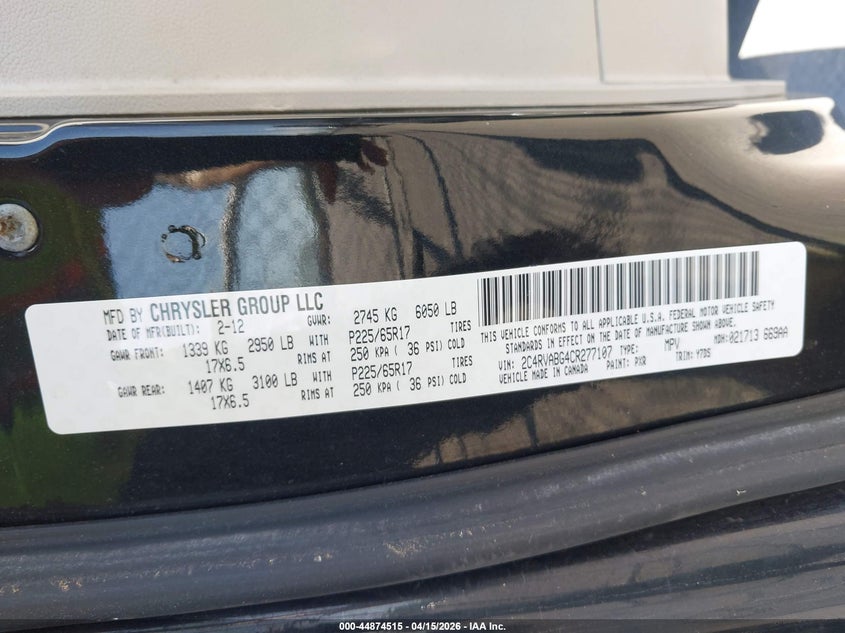 MFD BY CHRYSLER GROUP LLC
DATE OF MFR(BUILT): 2-12 GVWR: 2745 KG 6050 LB
GAWR FRONT: 1339 KG 2950 LB WITH P225/65R17 TIRES
17X6.5 RIMS AT 250 KPA ( 36 PSI) COLD
GAWR REAR: 1407 KG 3100 LB WITH P225/65R17 TIRES
17X6.5 RIMS AT 250 KPA ( 36 PSI) COLD
THIS VEHICLE CONFORMS TO ALL APPLICABLE U.S.A. FEDERAL MOTOR VEHICLE SAFETY
STANDARDS IN EFFECT ON THE DATE OF MANUFACTURE SHOWN ABOVE.
VIN: 2C4RVABG4CR277107 TYPE: MPV MDH: 021713 669AA
MADE IN CANADA PAINT: PXR TRIM: Y7DS
000-44874515 - 04/15/2026 - IAA Inc.